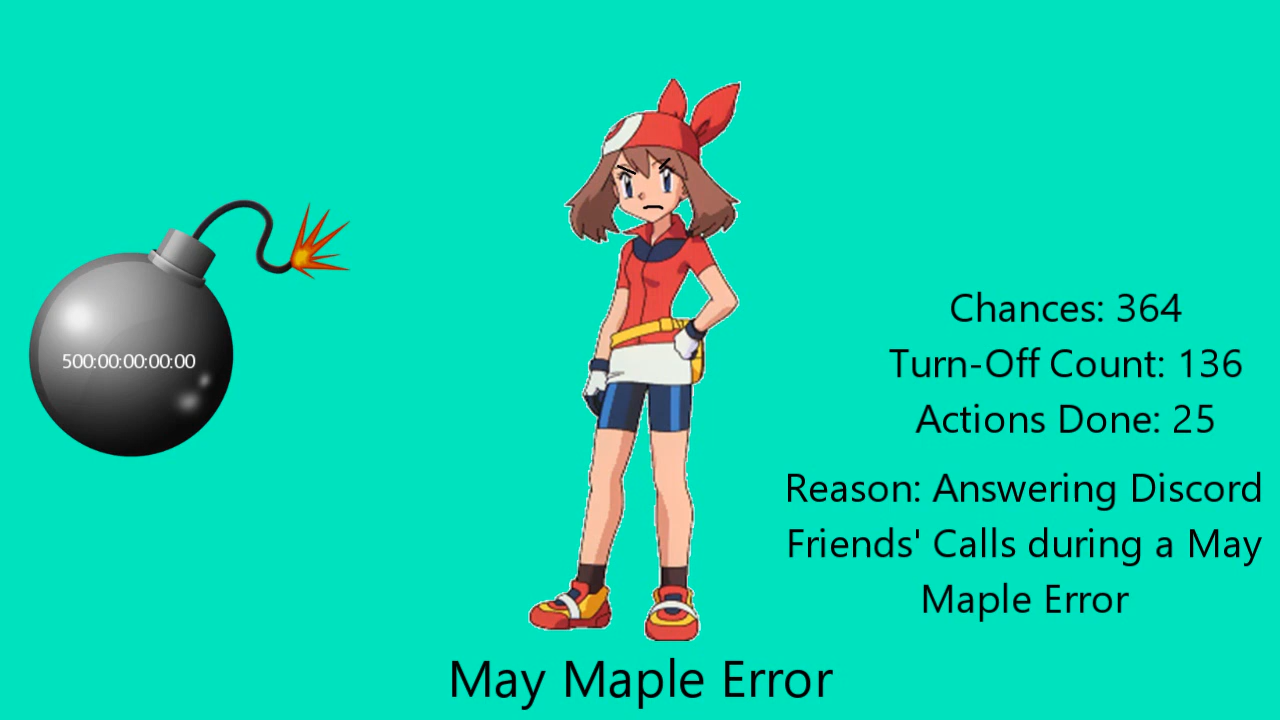 500:00:00:00:00
Chances: 364
Turn-Off Count: 136
Actions Done: 25
Reason: Answering Discord
Friends' Calls during a May
Maple Error
May Maple Error